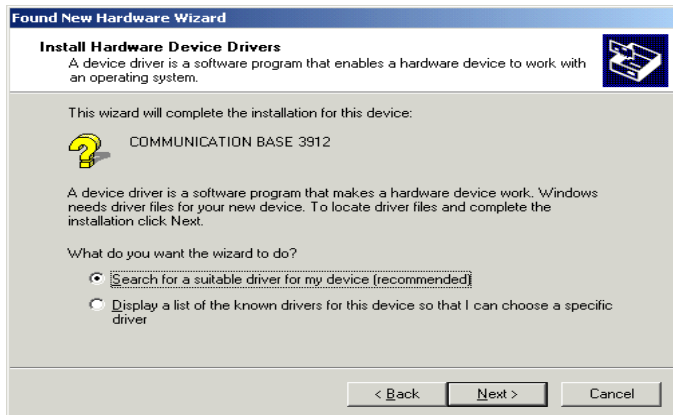 Found New Hardware Wizard
Install Hardware Device Drivers
A device driver is a software program that enables a hardware device to work with
an operating system.
This wizard will complete the installation for this device:
COMMUNICATION BASE 3912
A device driver is a software program that makes a hardware device work. Windows
needs driver files for your new device. To locate driver files and complete the
installation click Next.
What do you want the wizard to do?
Search for a suitable driver for my device (recommended)
Display a list of the known drivers for this device so that I can choose a specific
driver
< Back Next > Cancel